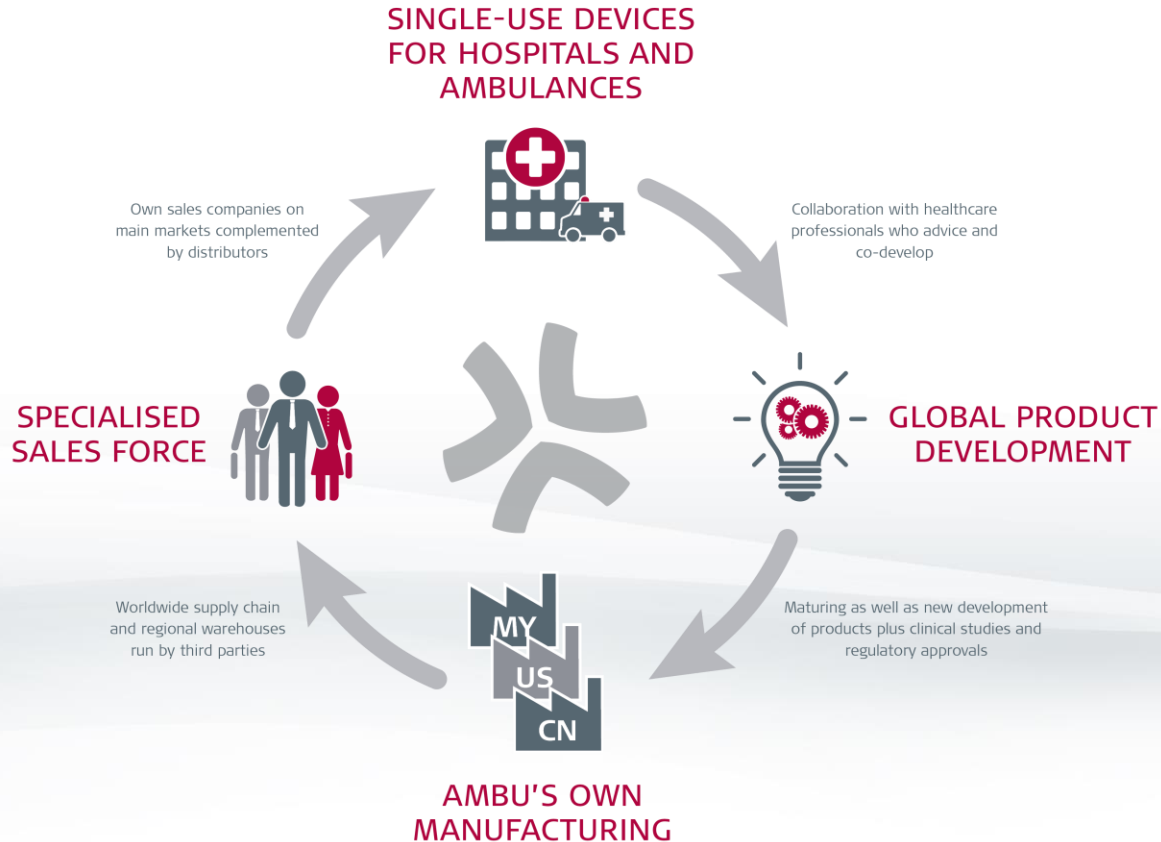 SINGLE-USE DEVICES
FOR HOSPITALS AND
AMBULANCES
Own sales companies on
main markets complemented
by distributors
Collaboration with healthcare
professionals who advice and
co-develop
SPECIALISED
SALES FORCE
GLOBAL PRODUCT
DEVELOPMENT
Worldwide supply chain
and regional warehouses
run by third parties
MY
US
CN
Maturing as well as new development
of products plus clinical studies and
regulatory approvals
AMBU'S OWN
MANUFACTURING